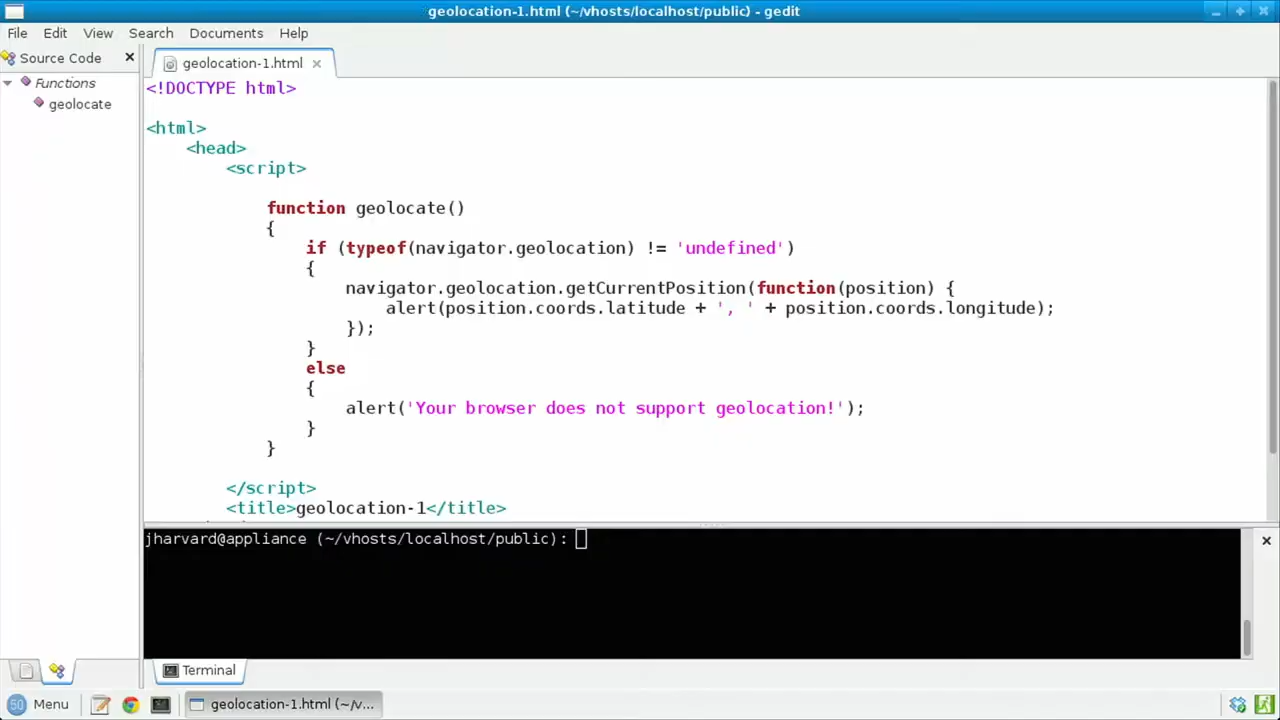 geolocation-1.html (~/vhosts/localhost/public) - gedit
File Edit View Search Documents Help
Source Code
geolocation-1.html
Functions
geolocate
<!DOCTYPE html>
<html>
<head>
<script>
function geolocate()
{
if (typeof(navigator.geolocation) != 'undefined')
{
navigator.geolocation.getCurrentPosition(function(position) {
alert(position.coords.latitude + ', ' + position.coords.longitude);
});
}
else
{
alert('Your browser does not support geolocation!');
}
}
</script>
<title>geolocation-1</title>
jharvard@appliance (~/vhosts/localhost/public):
Terminal
50 Menu
geolocation-1.html (~/v...